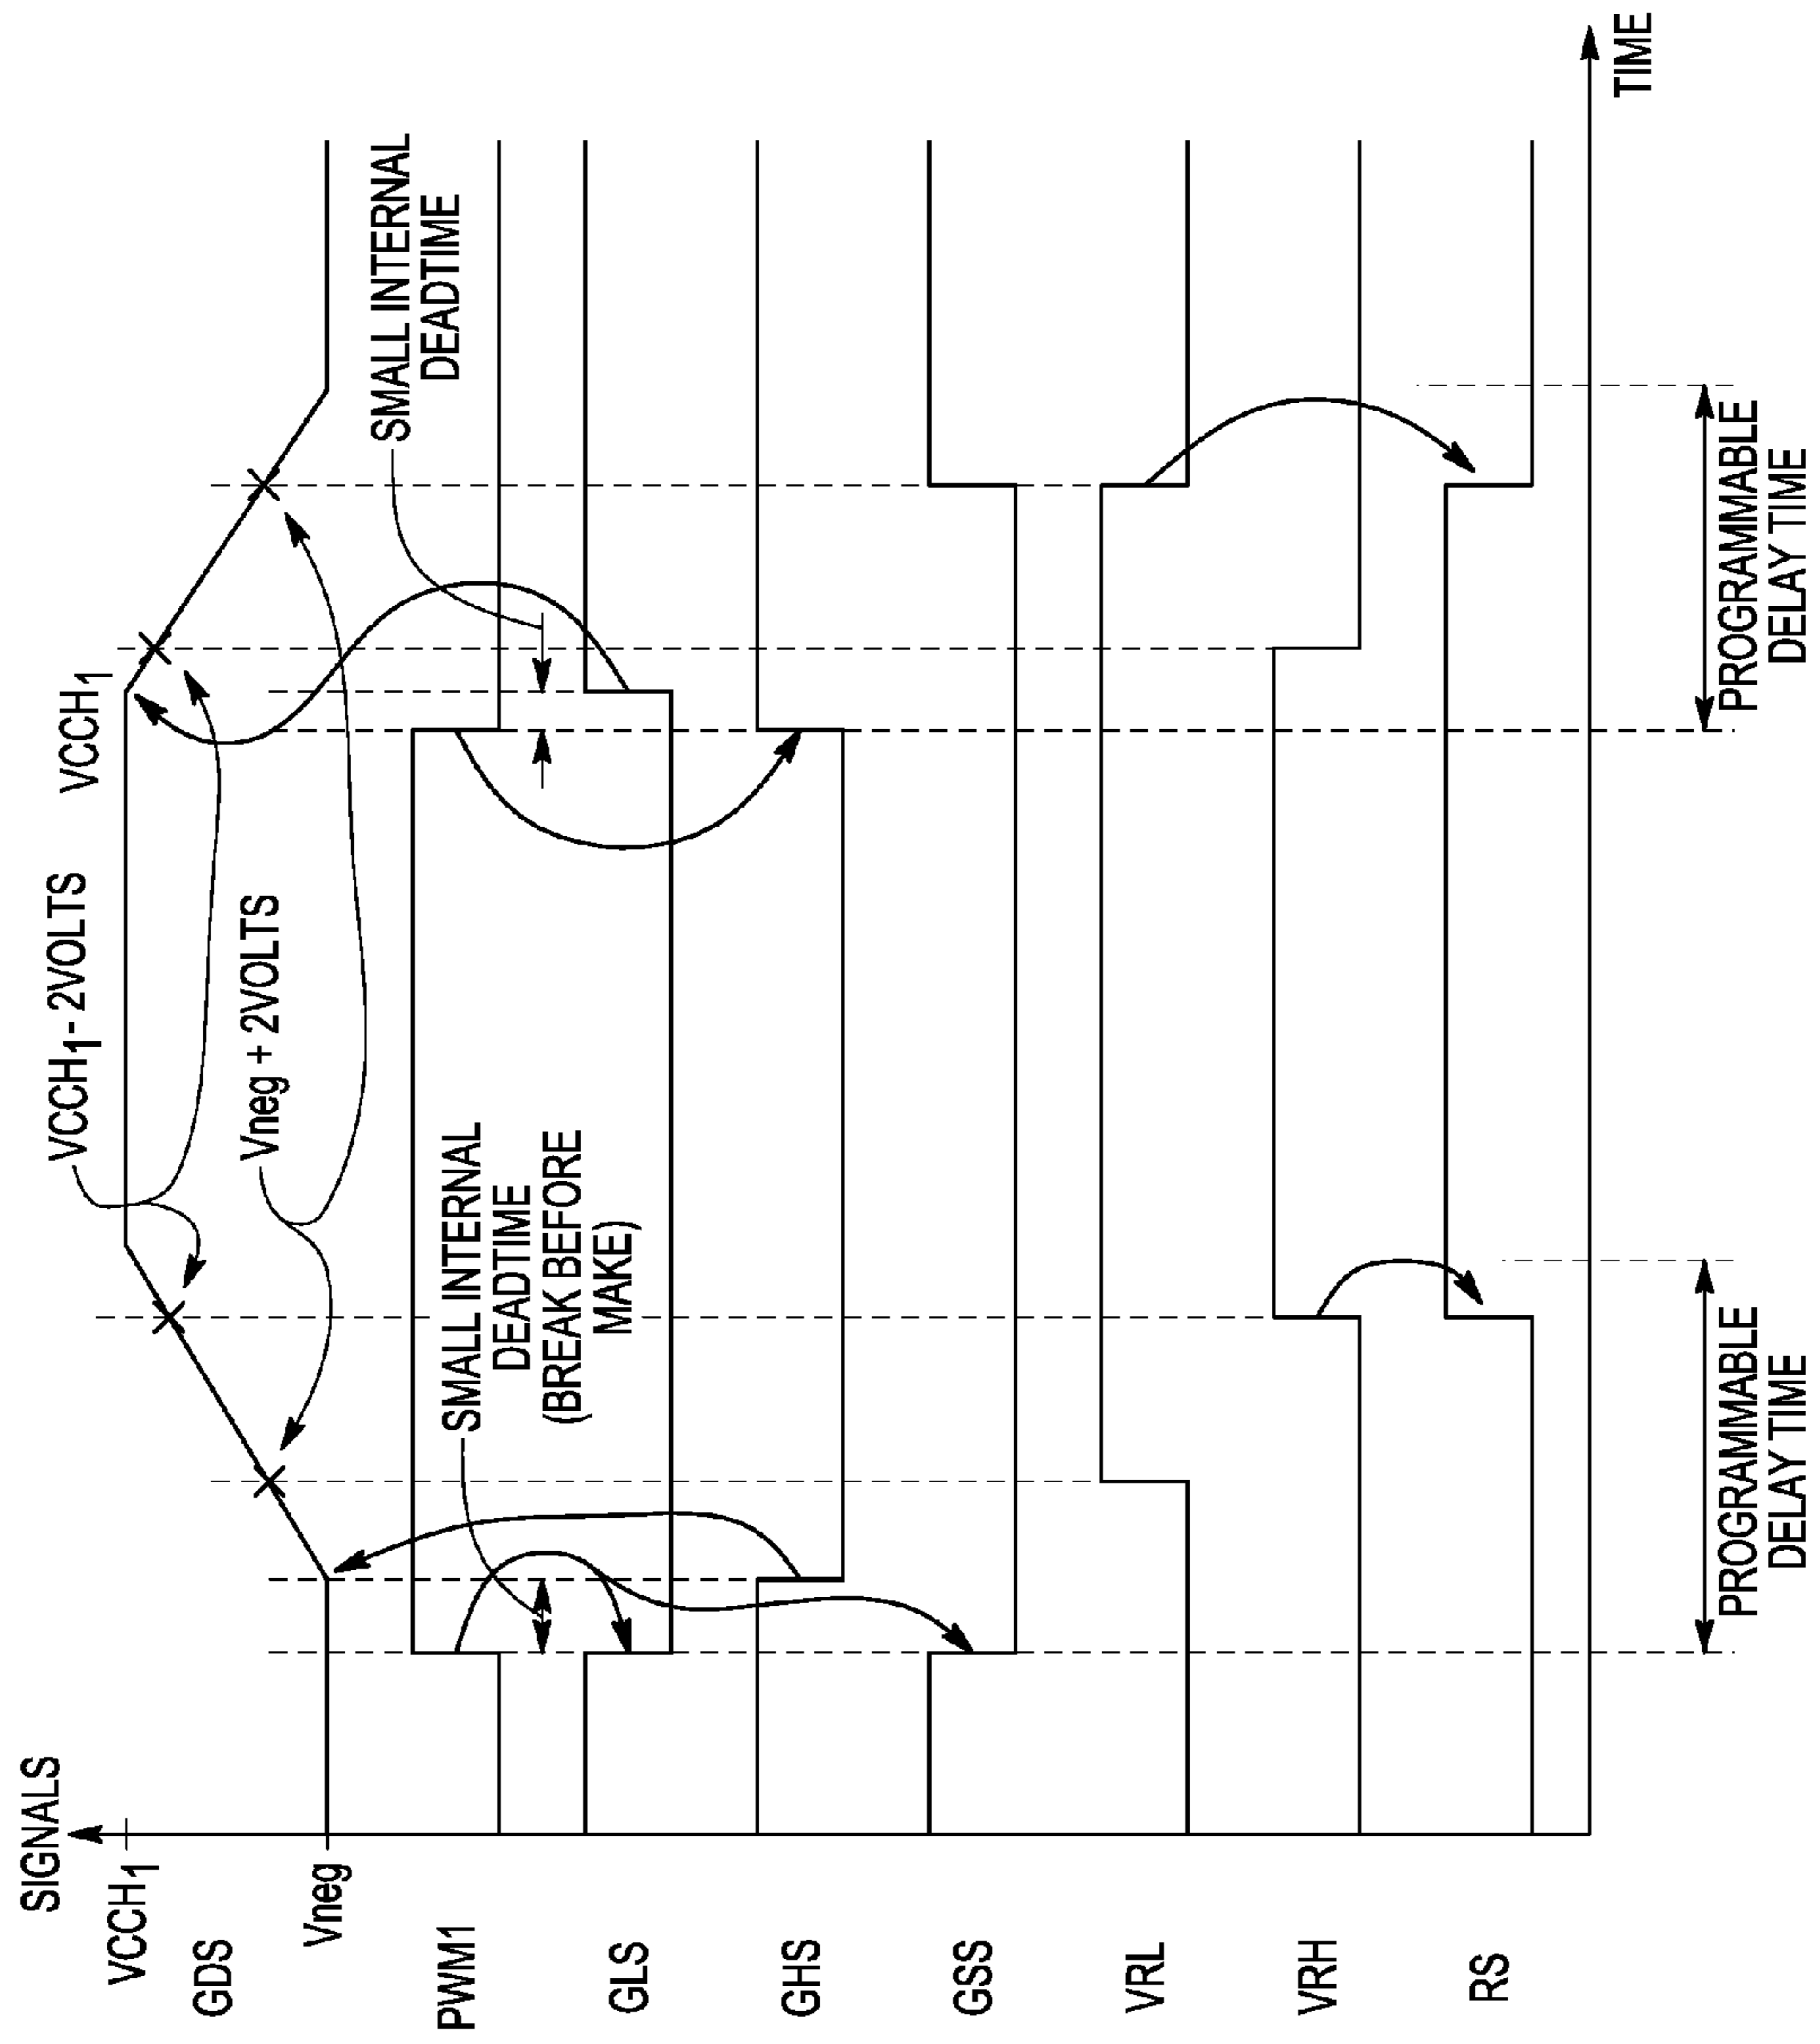 SIGNALS
VCCH1
GDS
Vneg
PWM1
GLS
GHS
GSS
VRL
VRH
RS
VCCH1- 2VOLTS
Vneg + 2VOLTS
VCCH1
SMALL INTERNAL
DEADTIME
(BREAK BEFORE
MAKE)
SMALL INTERNAL
DEADTIME
TIME
PROGRAMMABLE
DELAY TIME
PROGRAMMABLE
DELAY TIME